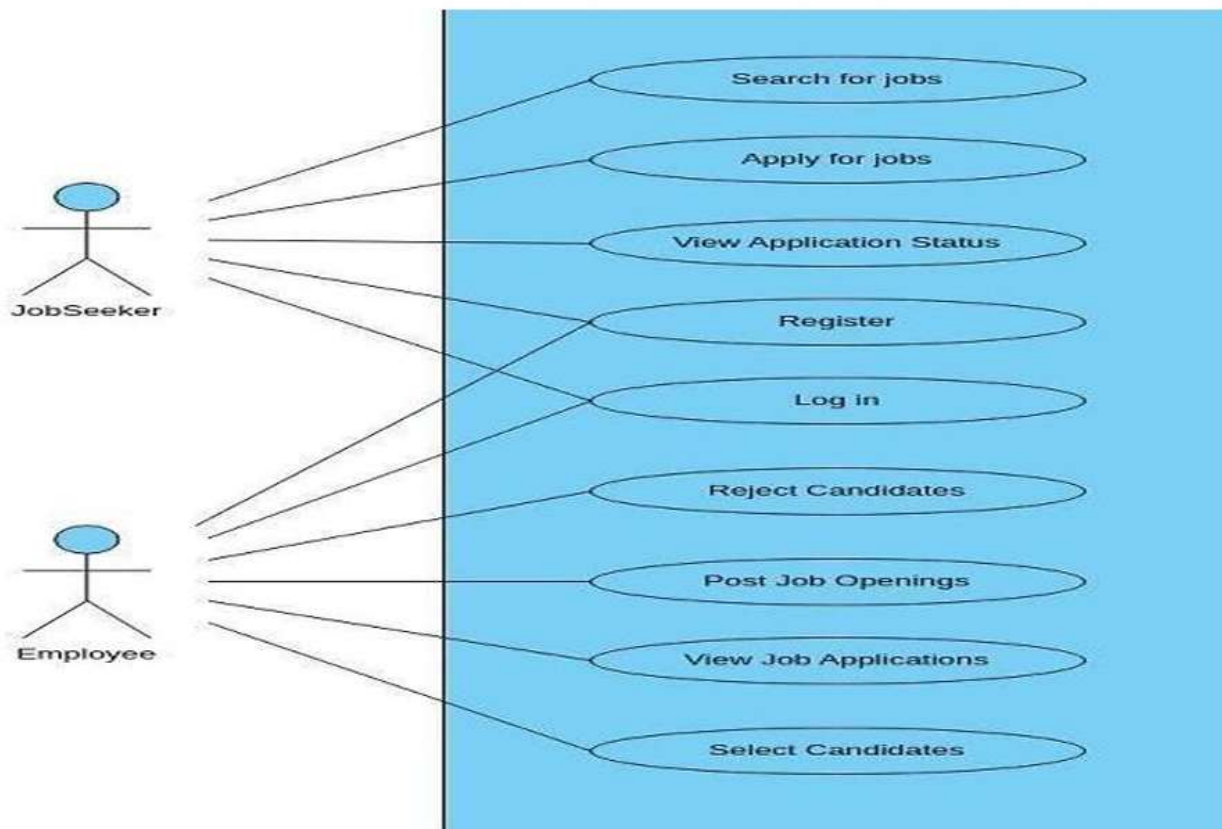 Search for jobs
Apply for jobs
View Application Status
JobSeeker
Register
Log in
Reject Candidates
Post Job Openings
Employee
View Job Applications
Select Candidates